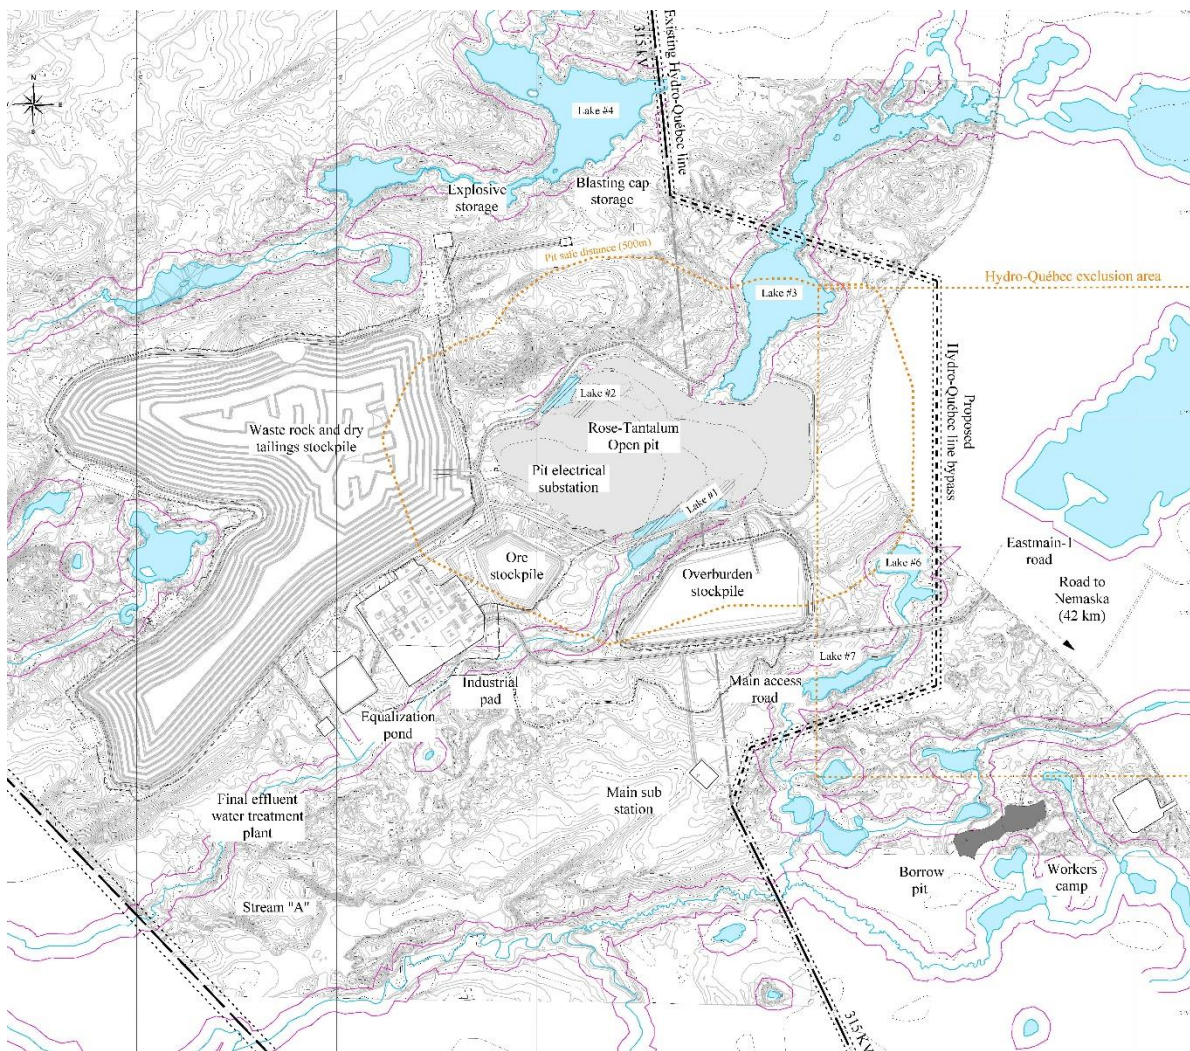 Existing Hydro-Québec line
315 kV
N
E
S
Lake #4
Explosive
storage
Blasting cap
storage
Pit safe distance (500m)
Hydro-Québec exclusion area
Lake #3
Lake #2
Waste rock and dry
tailings stockpile
Rose-Tantalum
Open pit
Pit electrical
substation
Proposed
Hydro-Québec line bypass
Lake #1
Eastmain-1
road
Ore
stockpile
Overburden
stockpile
Lake #6
Road to
Nemaska
(42 km)
Lake #7
Industrial
pad
Main access
road
Equalization
pond
Main sub
station
Final effluent
water treatment
plant
Borrow
pit
Workers
camp
Stream "A"
315 KV